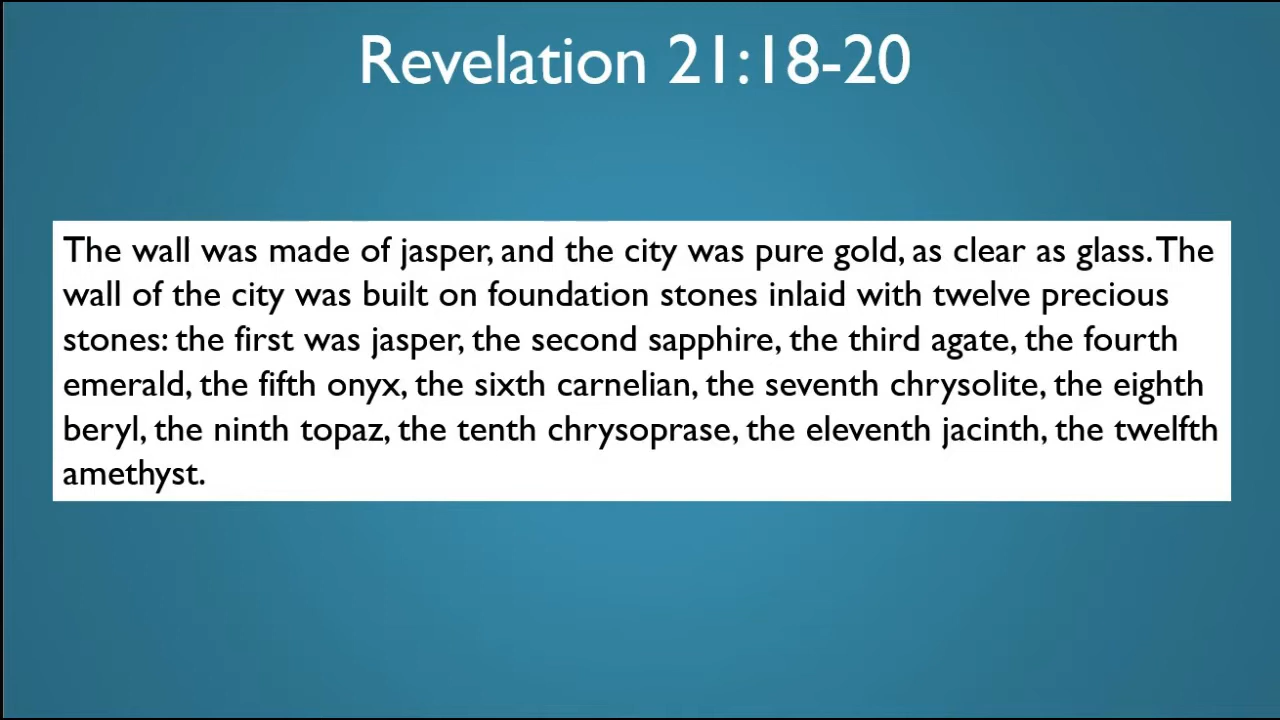 Revelation 21:18-20
The wall was made of jasper, and the city was pure gold, as clear as glass. The
wall of the city was built on foundation stones inlaid with twelve precious
stones: the first was jasper, the second sapphire, the third agate, the fourth
emerald, the fifth onyx, the sixth carnelian, the seventh chrysolite, the eighth
beryl, the ninth topaz, the tenth chrysoprase, the eleventh jacinth, the twelfth
amethyst.